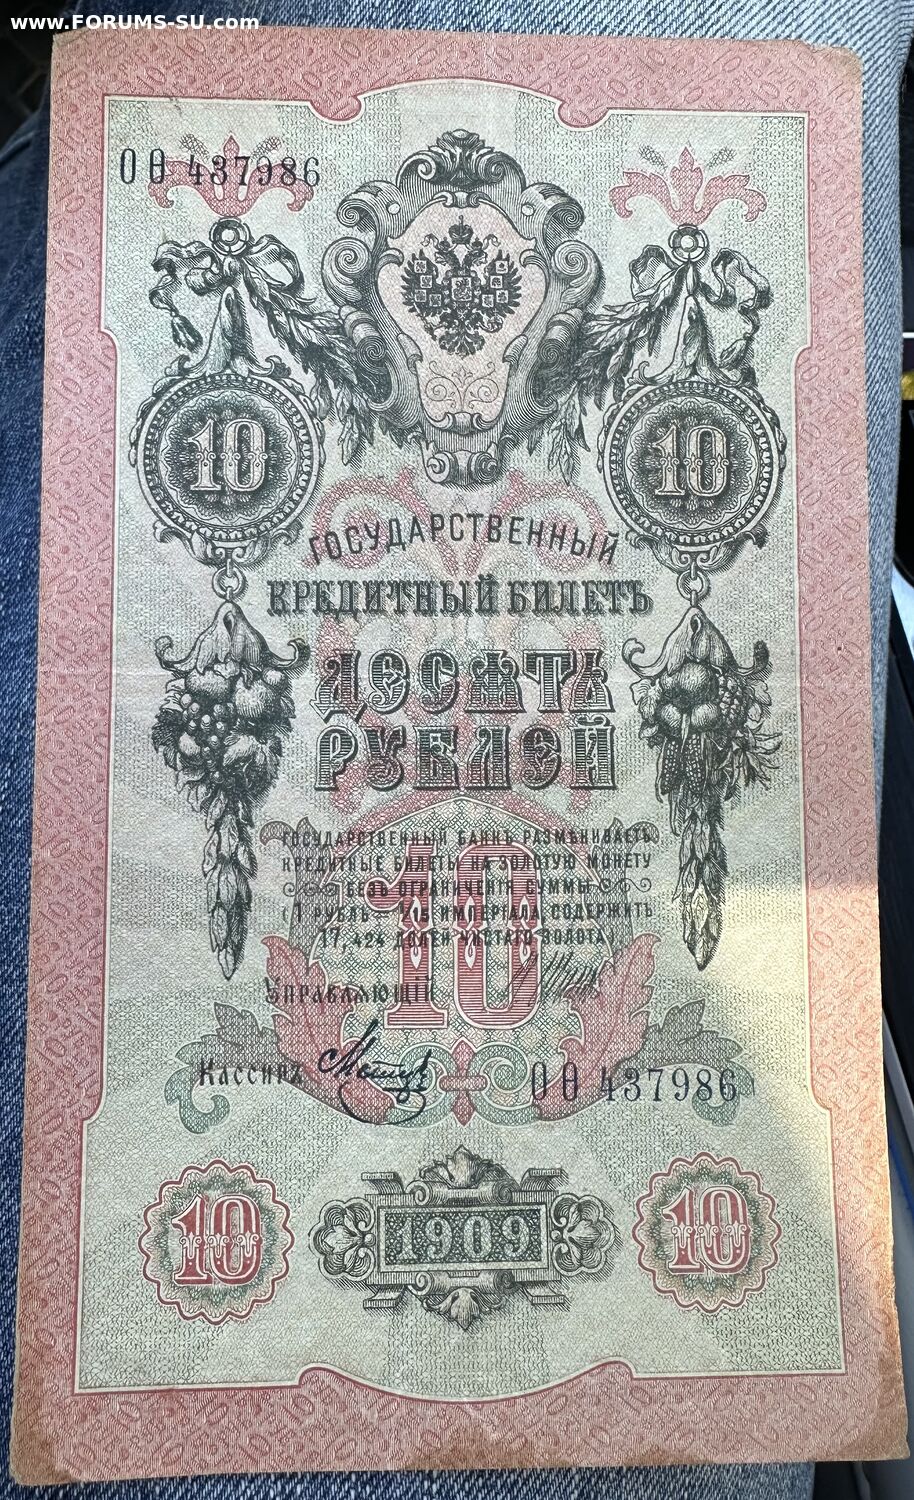 www.FORUMS-SU.com
ОѲ 437986
10 10
ГОСУДАРСТВЕННЫЙ
КРЕДИТНЫЙ БИЛЕТЪ
ДЕСЯТЬ
РУБЛЕЙ
ГОСУДАРСТВЕННЫЙ БАНКЪ РАЗМѢНИВАЕТЪ
КРЕДИТНЫЕ БИЛЕТЫ НА ЗОЛОТУЮ МОНЕТУ
БЕЗЪ ОГРАНИЧЕНІЯ СУММЫ
(1 РУБЛЬ = 1/15 ИМПЕРІАЛА, СОДЕРЖИТЪ
17,424 ДОЛЕЙ ЧИСТАГО ЗОЛОТА)
10
УПРАВЛЯЮЩІЙ
КАССИРЪ
ОѲ 437986
10 1909 10